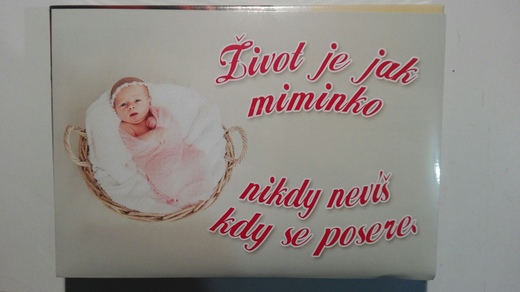 Život je jak
miminko
nikdy nevíš
kdy se posere.